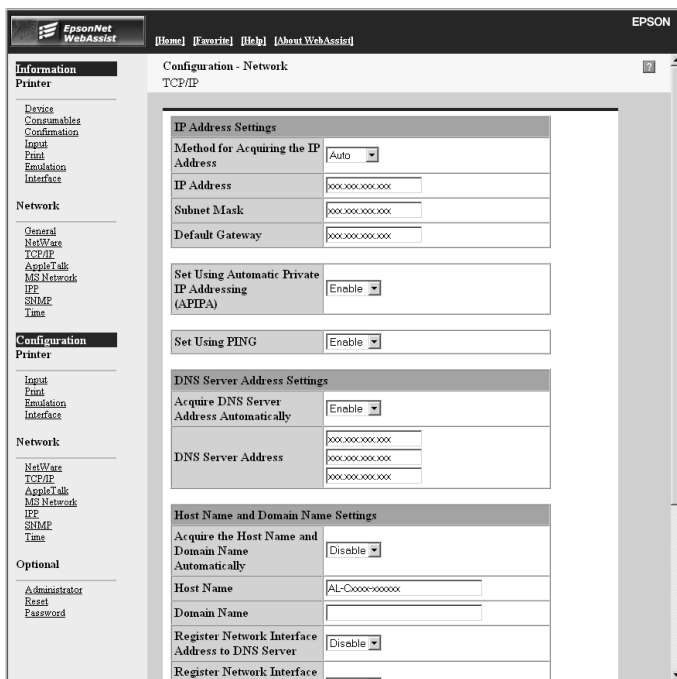 EpsonNet
WebAssist
[Home] [Favorite] [Help] [About WebAssist]
EPSON
Information
Printer
Device
Consumables
Confirmation
Input
Print
Emulation
Interface
Network
General
NetWare
TCP/IP
AppleTalk
MS Network
IPP
SNMP
Time
Configuration
Printer
Input
Print
Emulation
Interface
Network
NetWare
TCP/IP
AppleTalk
MS Network
IPP
SNMP
Time
Optional
Administrator
Reset
Password
Configuration - Network
TCP/IP
?
IP Address Settings
Method for Acquiring the IP
Address
Auto
IP Address
xxx.xxx.xxx.xxx
Subnet Mask
xxx.xxx.xxx.xxx
Default Gateway
xxx.xxx.xxx.xxx
Set Using Automatic Private
IP Addressing
(APIPA)
Enable
Set Using PING
Enable
DNS Server Address Settings
Acquire DNS Server
Address Automatically
Enable
DNS Server Address
xxx.xxx.xxx.xxx
xxx.xxx.xxx.xxx
xxx.xxx.xxx.xxx
Host Name and Domain Name Settings
Acquire the Host Name and
Domain Name
Automatically
Disable
Host Name
AL-Cxxxx-xxxxxx
Domain Name
Register Network Interface
Address to DNS Server
Disable
Register Network Interface